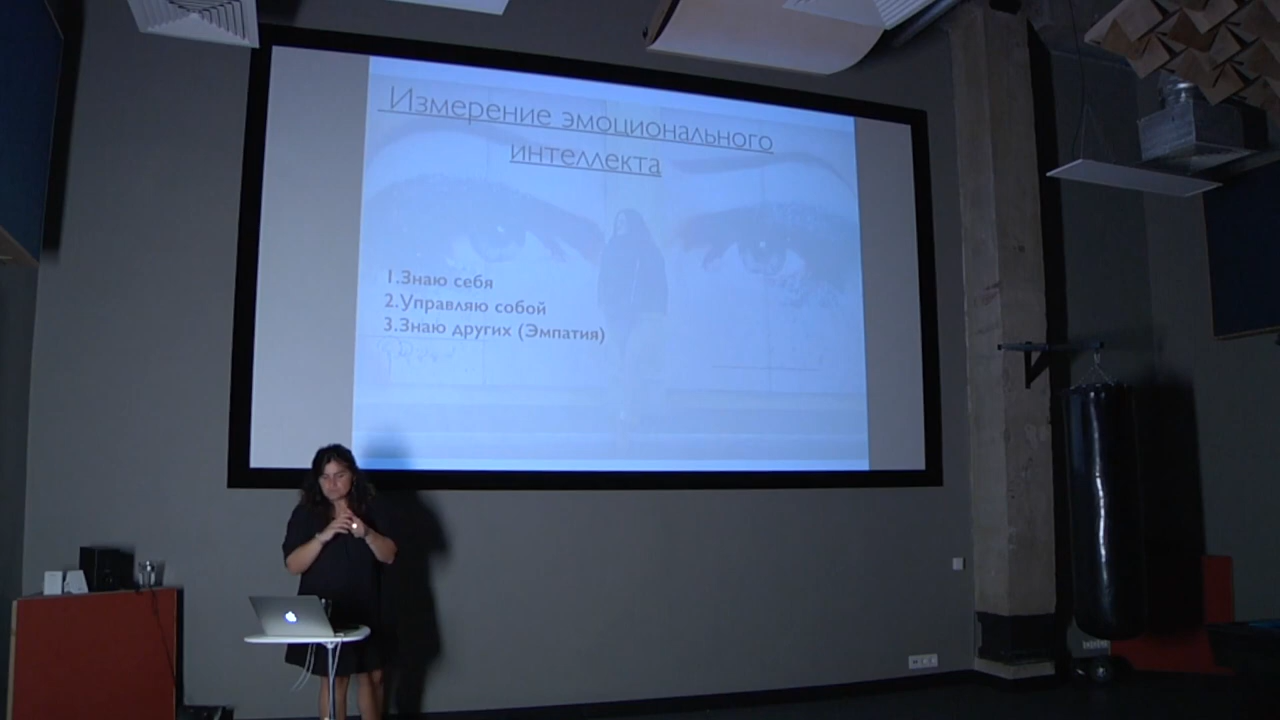 Измерение эмоционального
интеллекта
1.Знаю себя
2.Управляю собой
3.Знаю других (Эмпатия)